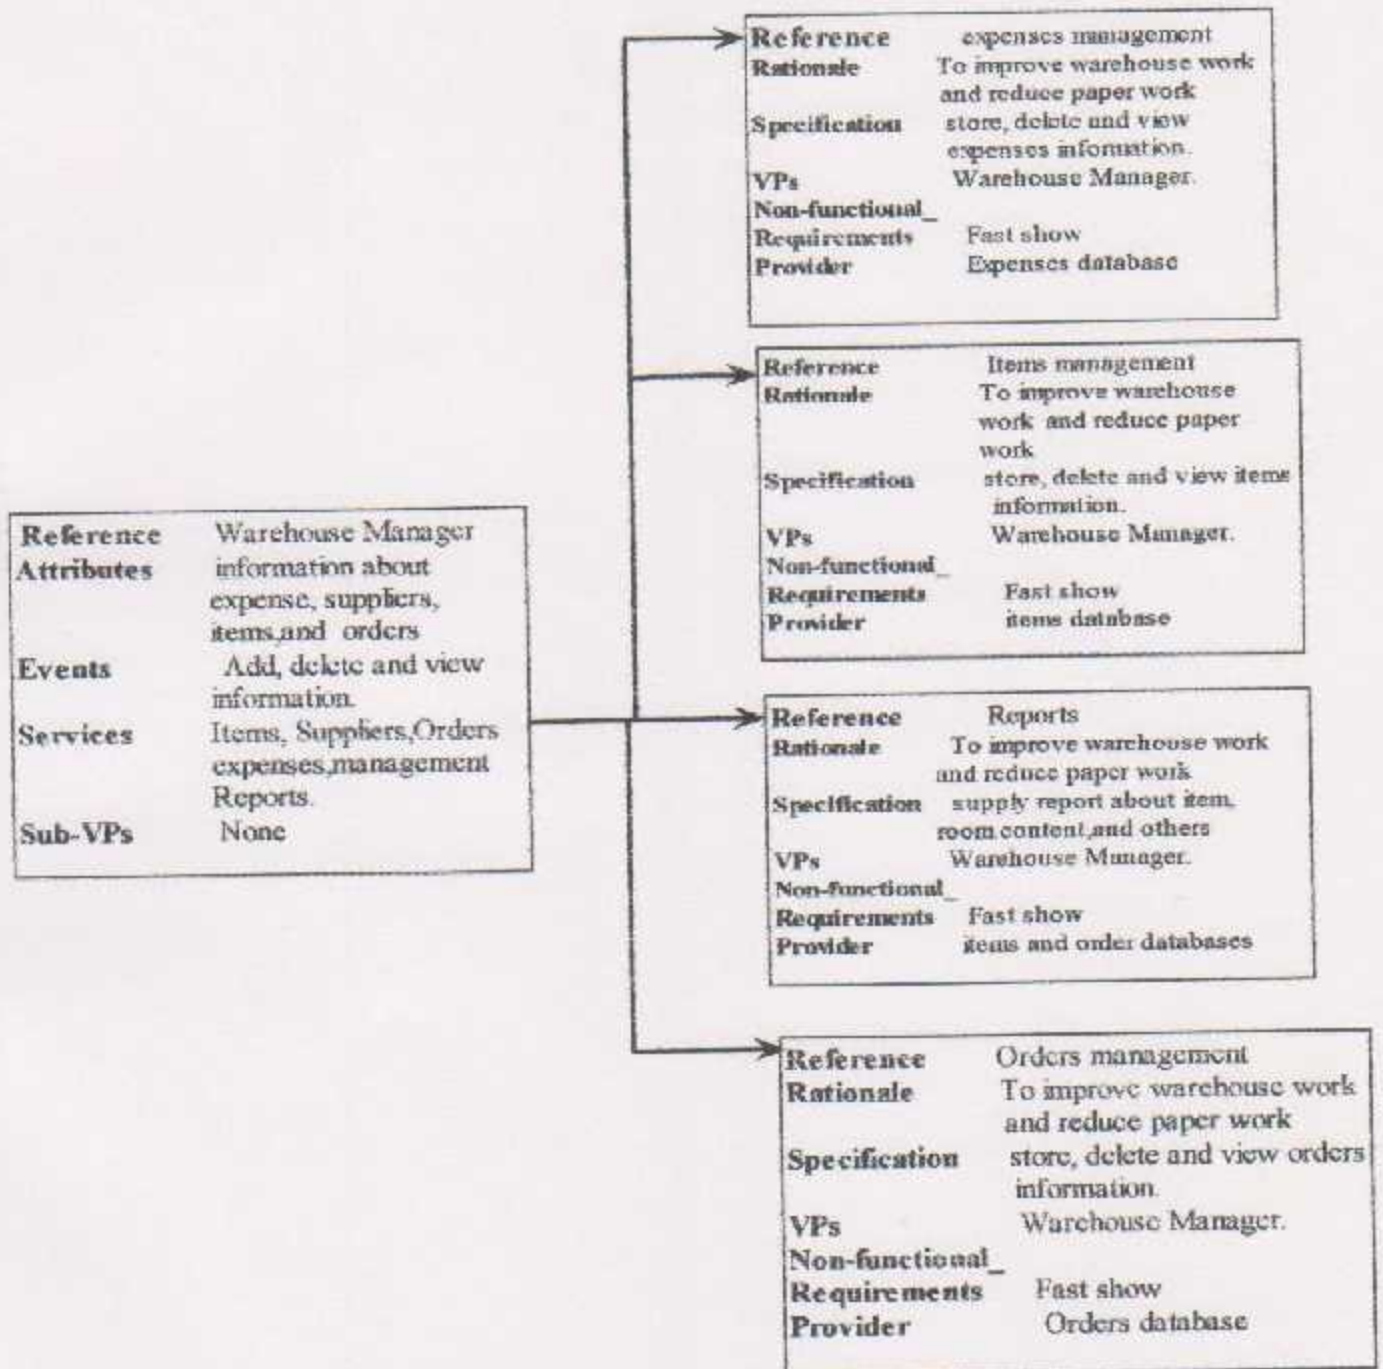 Reference Warehouse Manager
Attributes information about
expense, suppliers,
items,and orders
Events Add, delete and view
information.
Services Items, Suppliers,Orders
expenses,management
Reports.
Sub-VPs None
Reference expenses management
Rationale To improve warehouse work
and reduce paper work
Specification store, delete and view
expenses information.
VPs Warehouse Manager.
Non-functional_
Requirements Fast show
Provider Expenses database
Reference Items management
Rationale To improve warehouse
work and reduce paper
work
Specification store, delete and view items
information.
VPs Warehouse Manager.
Non-functional_
Requirements Fast show
Provider items database
Reference Reports
Rationale To improve warehouse work
and reduce paper work
Specification supply report about item,
room.content,and others
VPs Warehouse Manager.
Non-functional_
Requirements Fast show
Provider items and order databases
Reference Orders management
Rationale To improve warehouse work
and reduce paper work
Specification store, delete and view orders
information.
VPs Warehouse Manager.
Non-functional_
Requirements Fast show
Provider Orders database